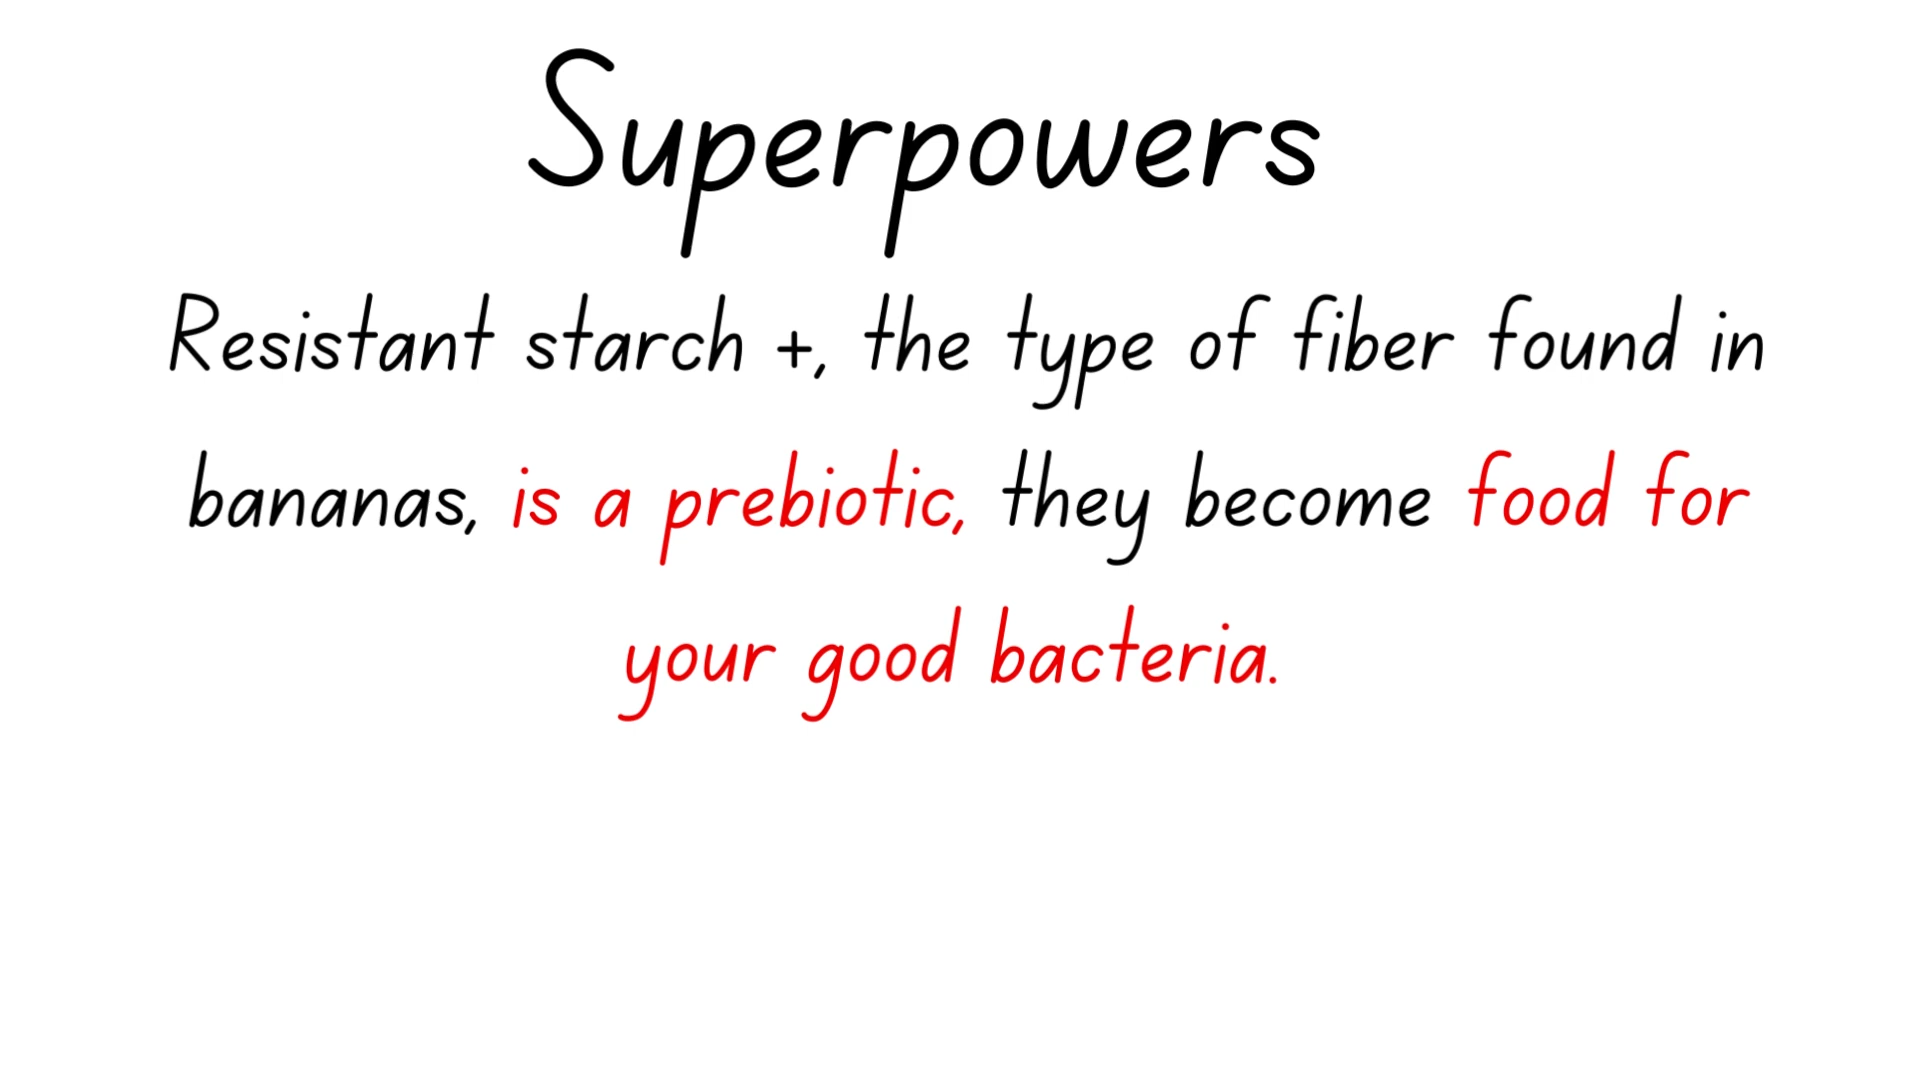 Superpowers
Resistant starch +, the type of fiber found in
bananas, is a prebiotic, they become food for
your good bacteria.